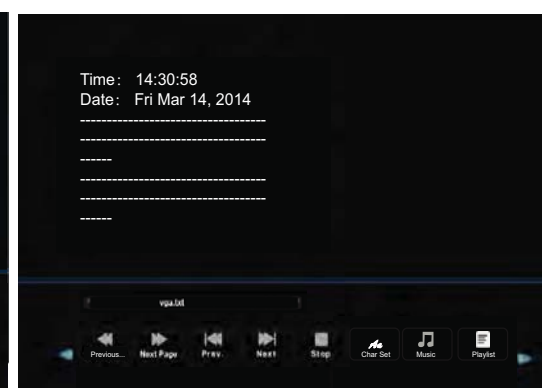 Time: 14:30:58
Date: Fri Mar 14, 2014
-----------------------------------
-----------------------------------
------
-----------------------------------
-----------------------------------
------
vga.txt
Previous... Next Page Prev. Next Stop Char Set Music Playlist